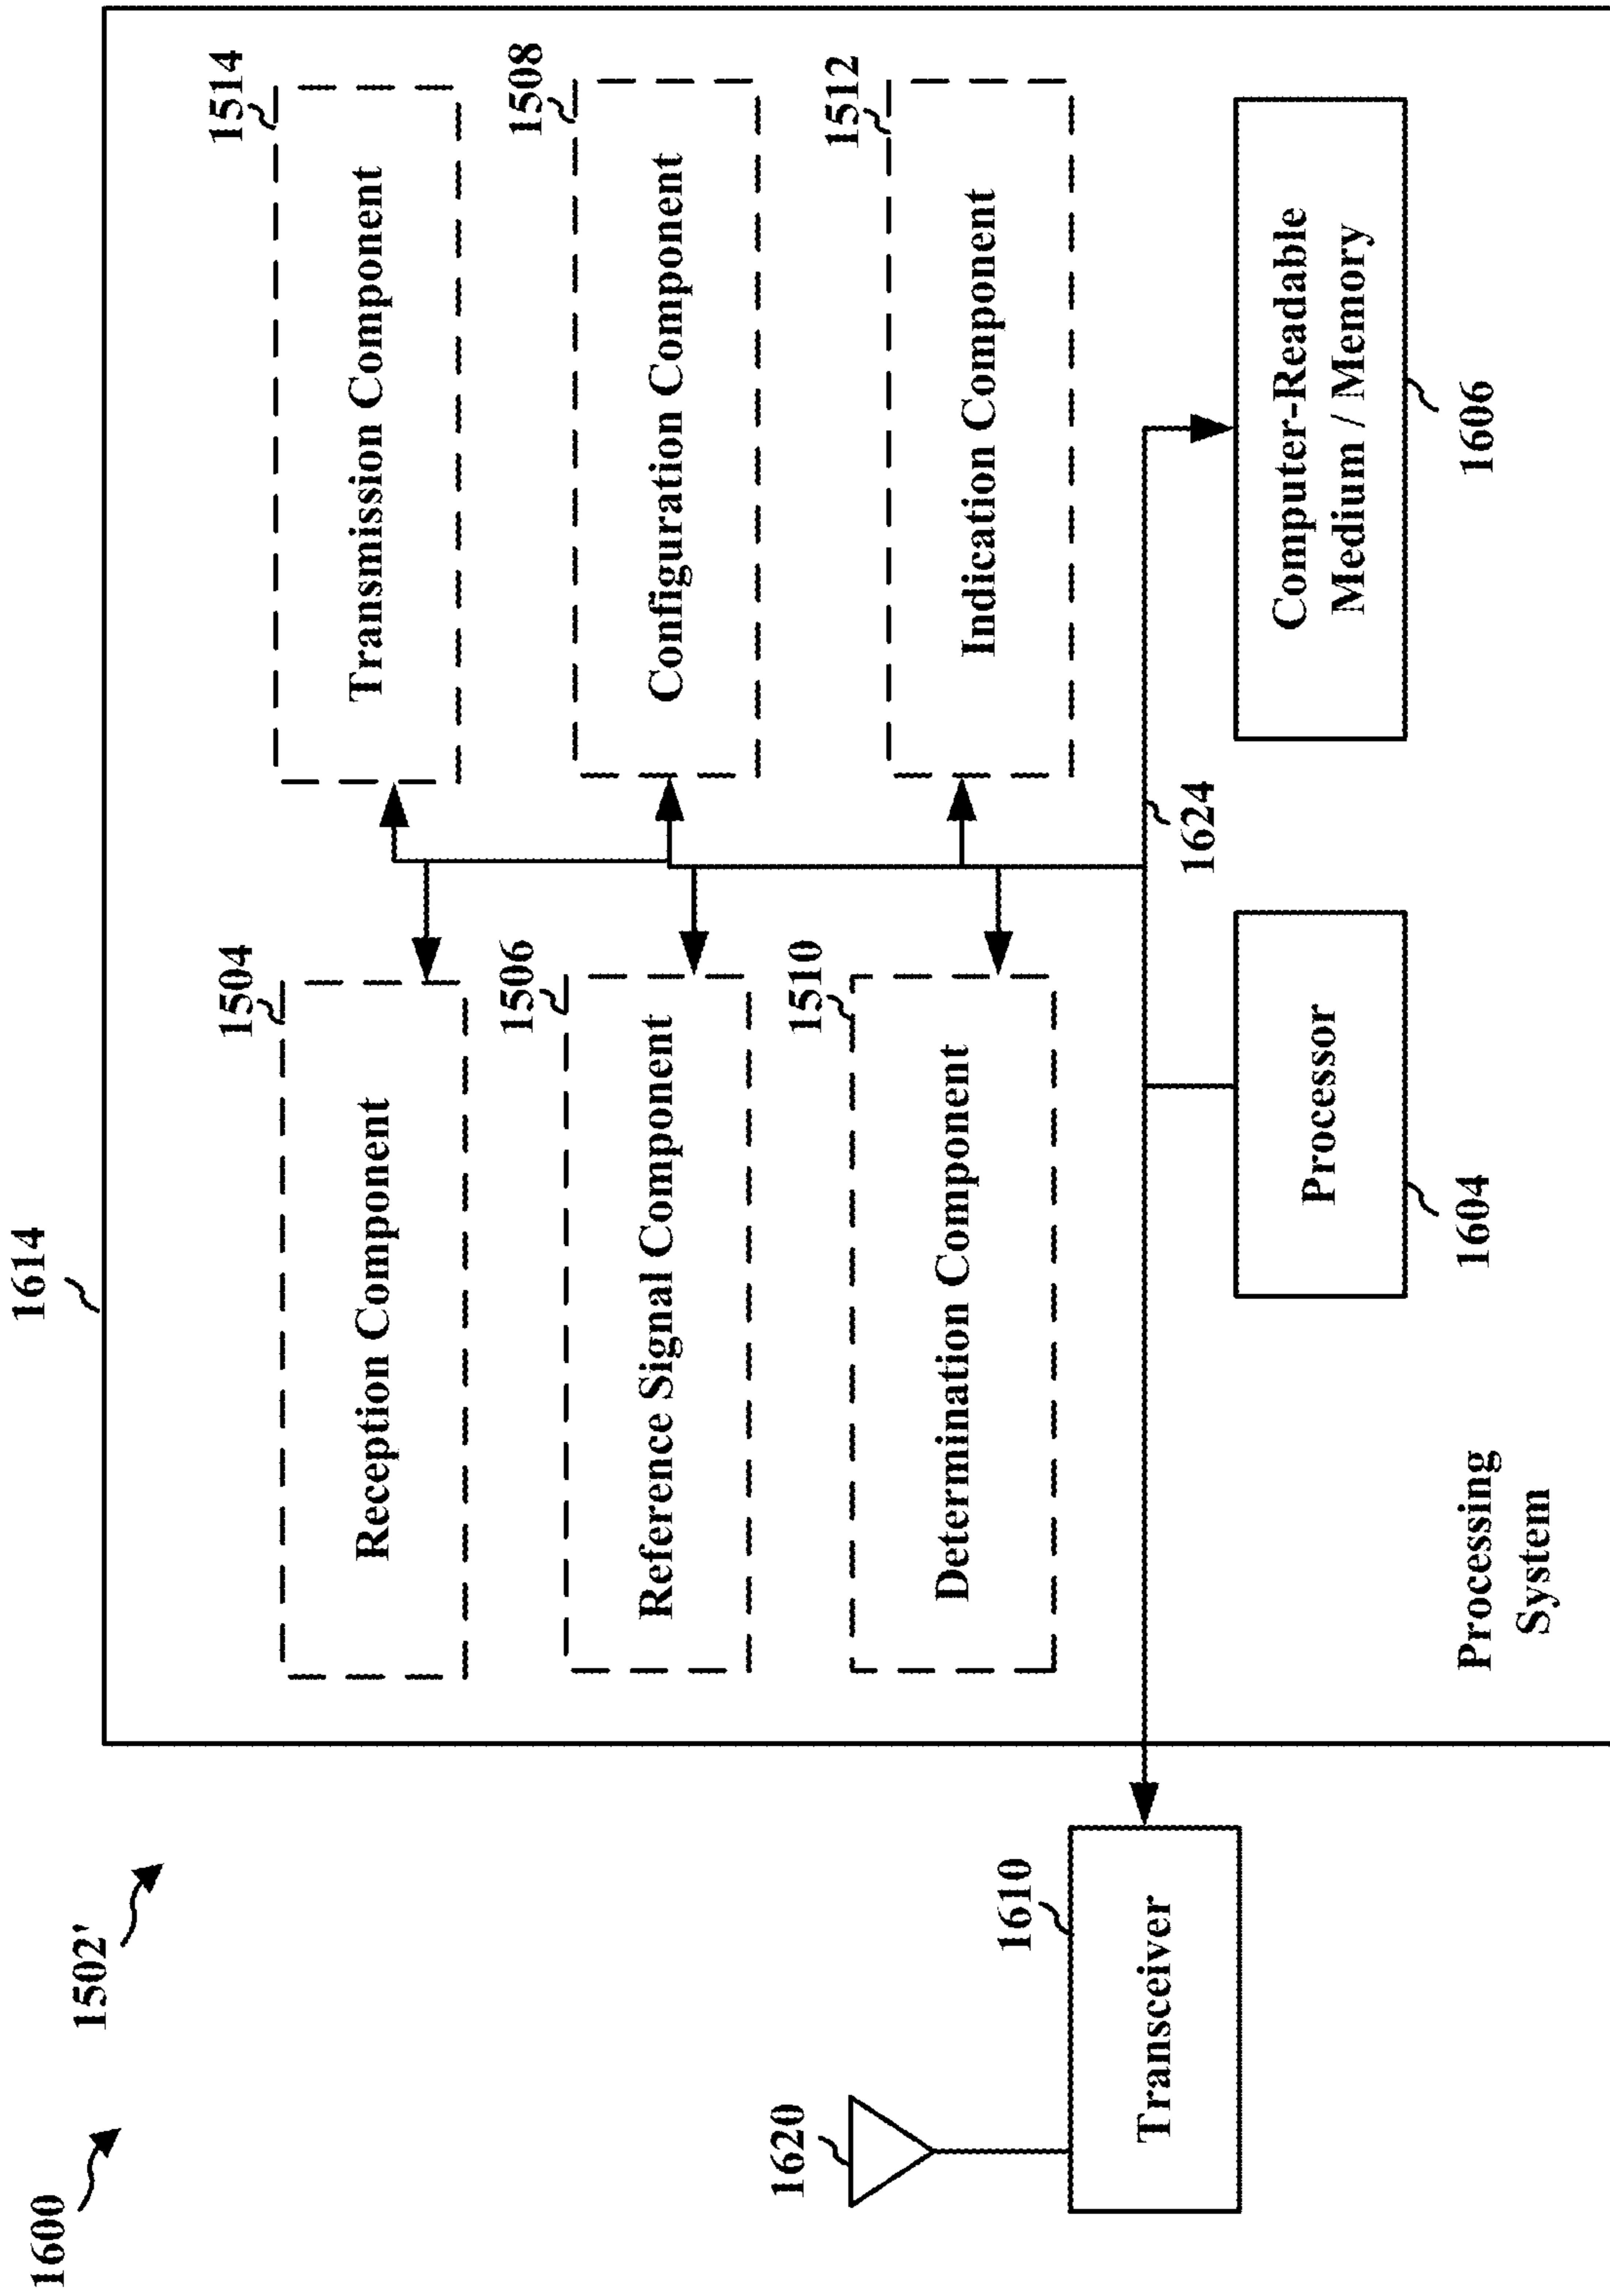 1600
1502'
1614
1504
Reception Component
1514
Transmission Component
1506
Reference Signal Component
1508
Configuration Component
1510
Determination Component
1512
Indication Component
1624
1620
1610
Transceiver
Processor
1604
Computer-Readable
Medium / Memory
1606
Processing
System